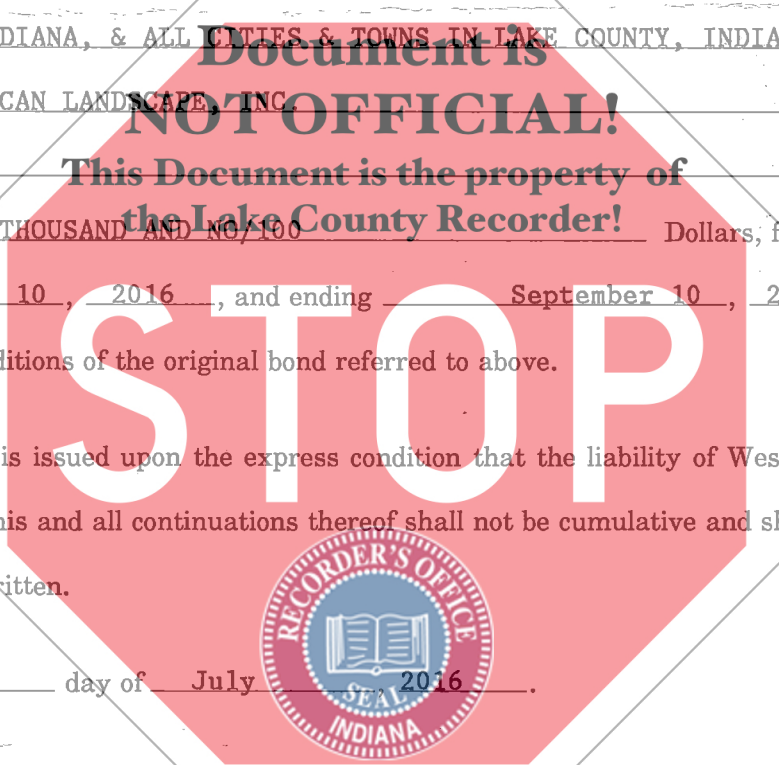 DIANA, & ALL CITIES & TOWNS IN LAKE COUNTY, INDIA
Document is
CAN LANDSCAPE, INC.
NOT OFFICIAL!
This Document is the property of
the Lake County Recorder!
THOUSAND AND NO/100 Dollars, f
10, 2016, and ending September 10, 2
STOP
ditions of the original bond referred to above.
is issued upon the express condition that the liability of Wes
his and all continuations thereof shall not be cumulative and sh
ritten.
RECORDER'S OFFICE
day of July, 2016.
SEAL
INDIANA